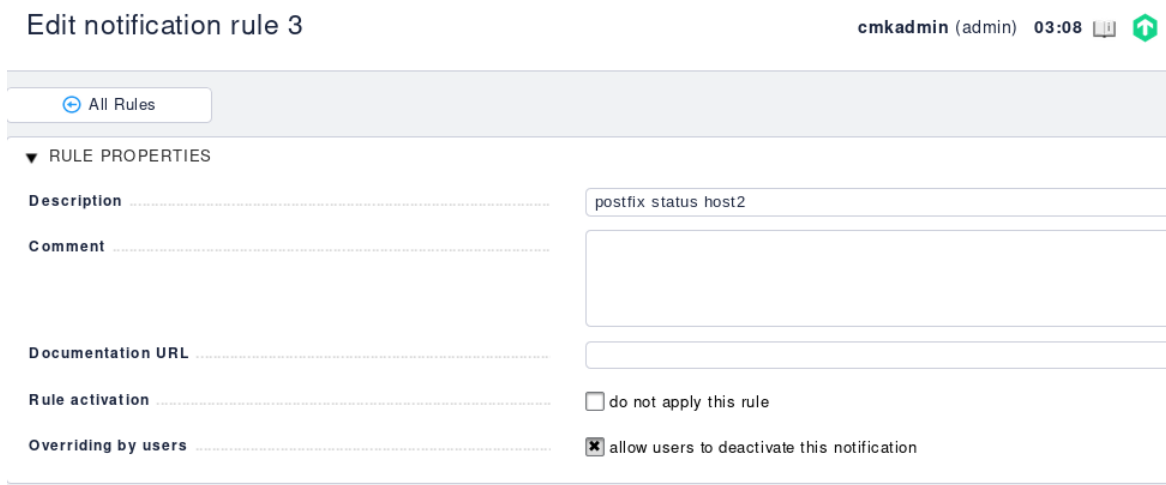 Edit notification rule 3
cmkadmin (admin) 03:08
All Rules
RULE PROPERTIES
Description
postfix status host2
Comment
Documentation URL
Rule activation
do not apply this rule
Overriding by users
allow users to deactivate this notification